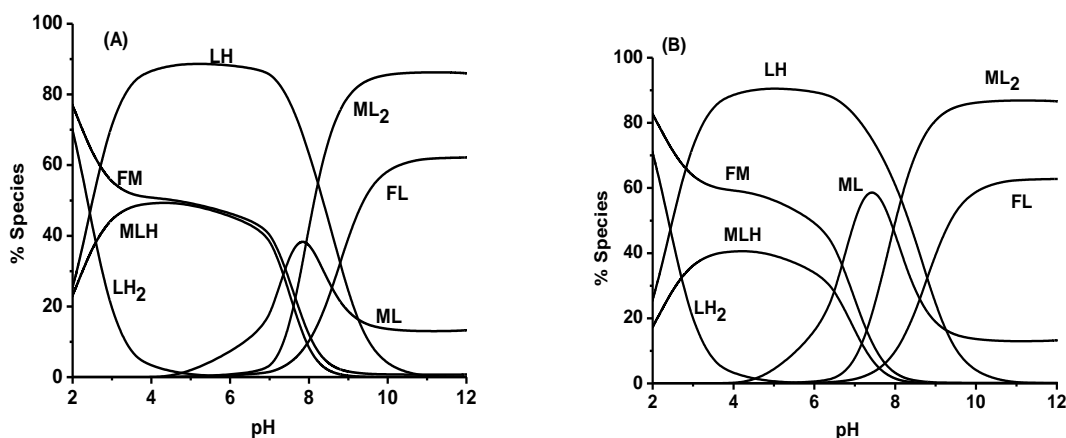 (A)
% Species
100
80
60
40
20
0
LH
ML2
FM
FL
MLH
LH2
ML
2 4 6 8 10 12
pH
(B)
% Species
100
80
60
40
20
0
LH
ML2
FM
ML
FL
MLH
LH2
2 4 6 8 10 12
pH